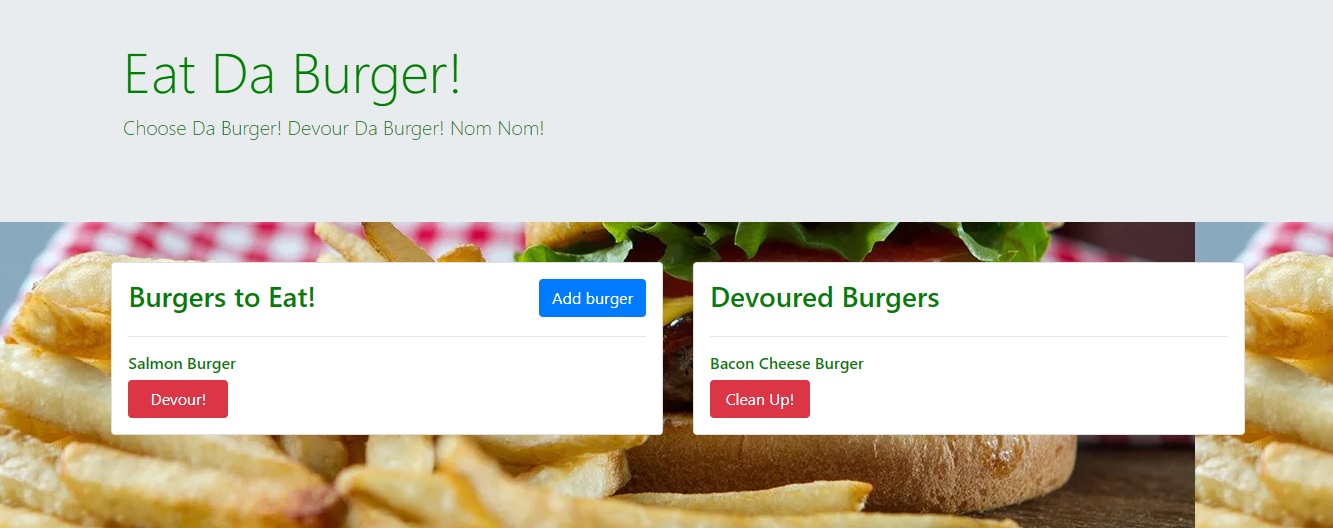 Eat Da Burger!
Choose Da Burger! Devour Da Burger! Nom Nom!
Burgers to Eat!
Add burger
Salmon Burger
Devour!
Devoured Burgers
Bacon Cheese Burger
Clean Up!